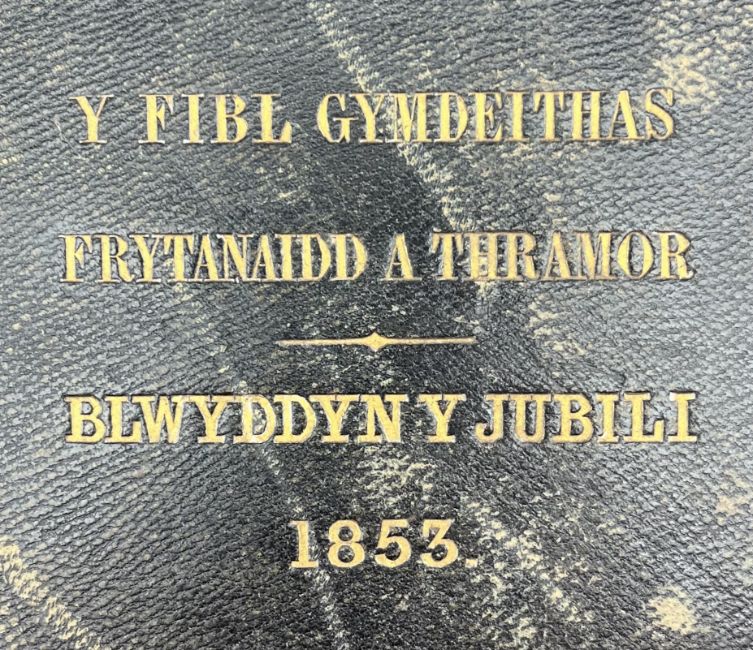 Y FIBL GYMDEITHAS
FRYTANAIDD A THRAMOR
BLWYDDYN Y JUBILI
1853.